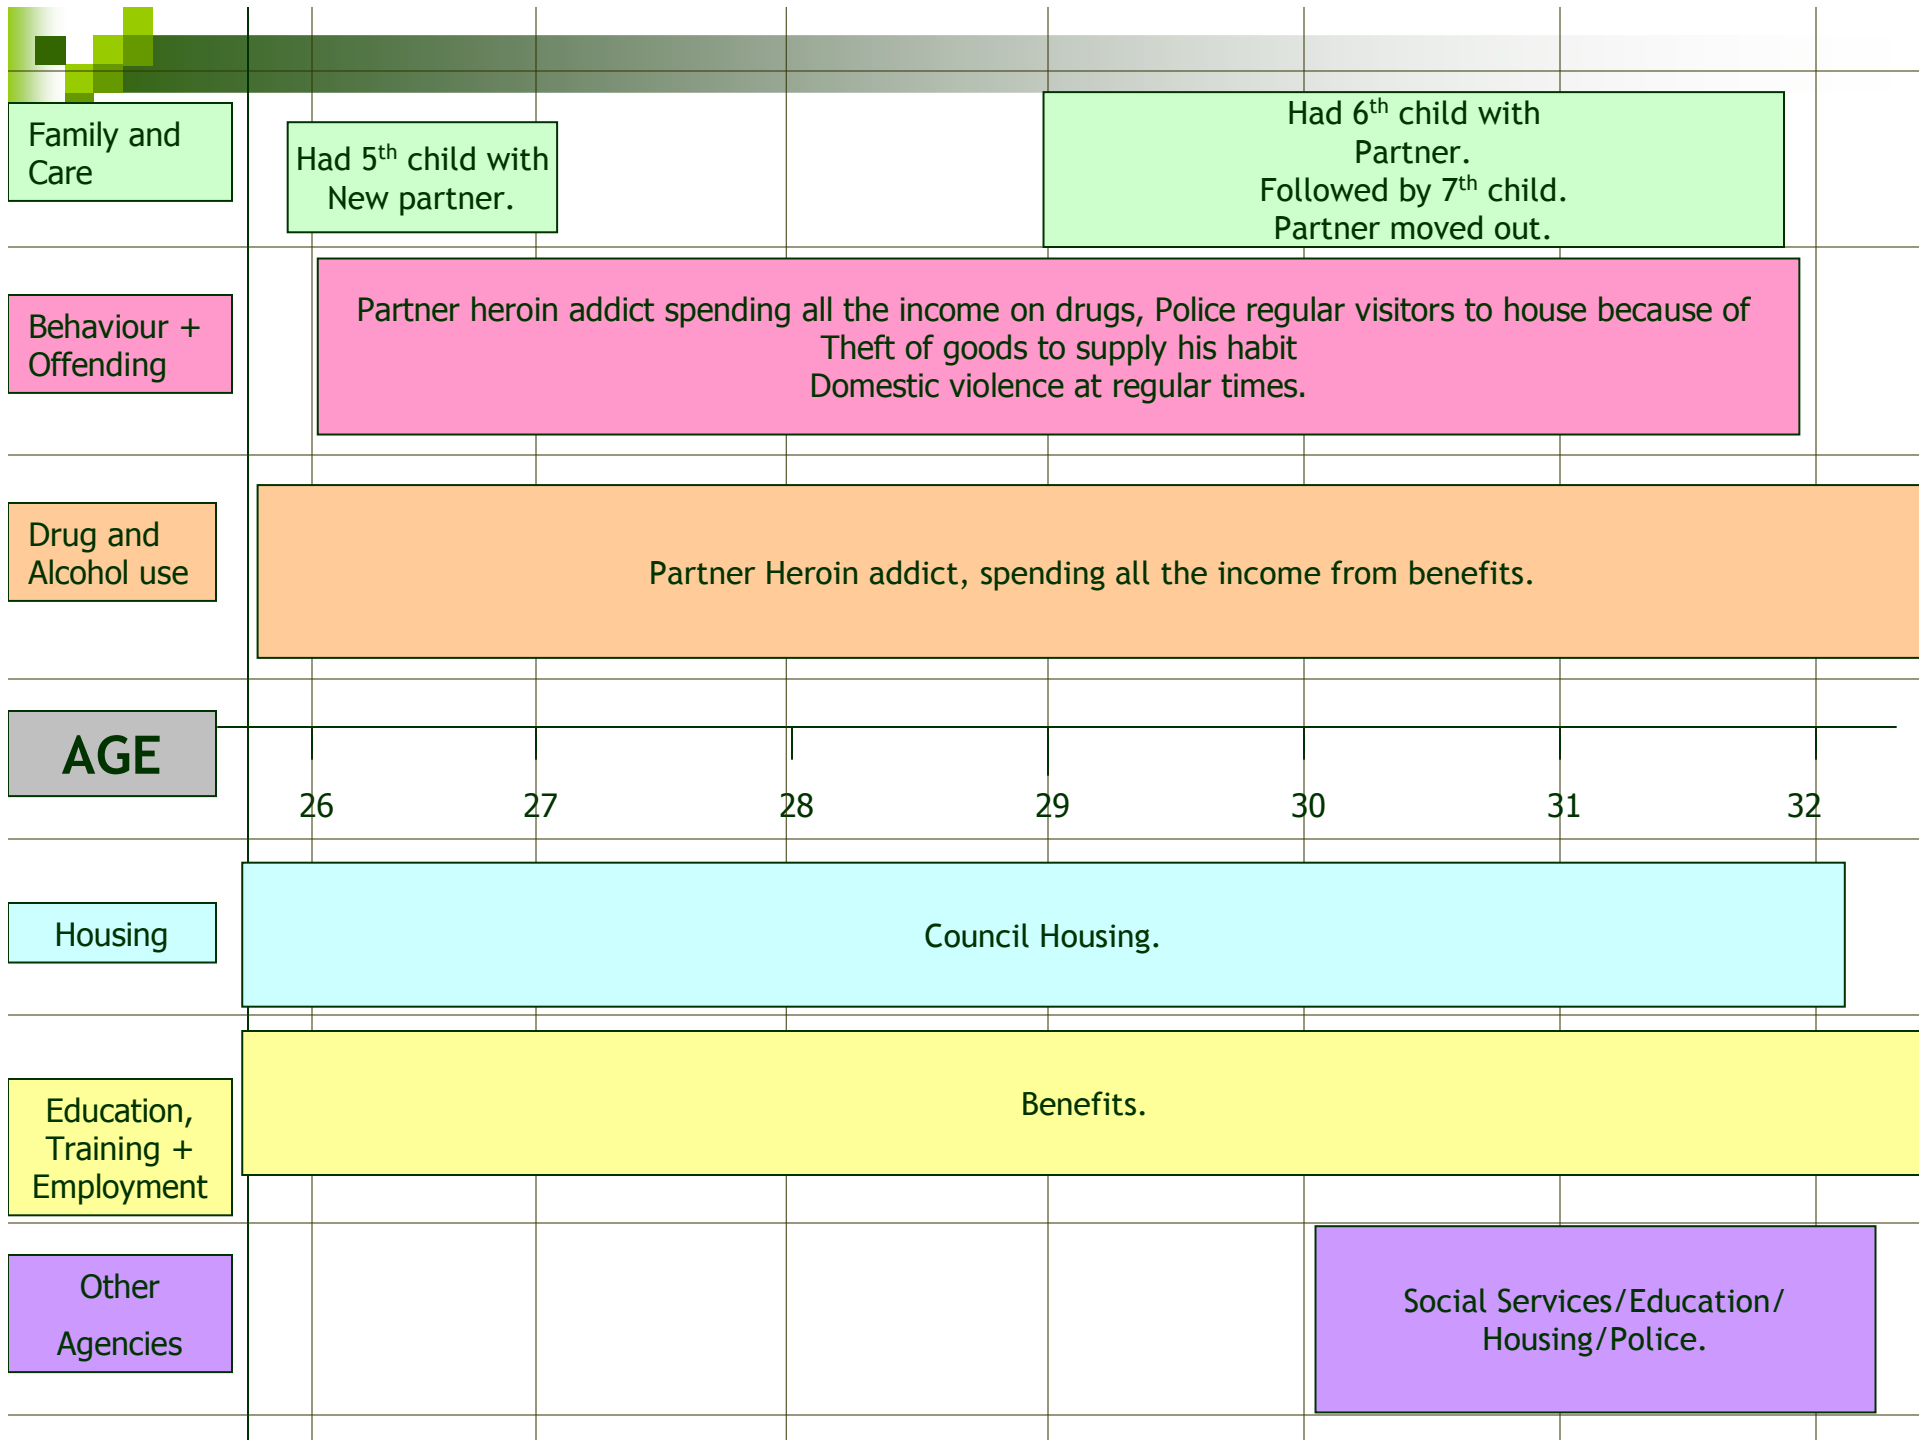 Family and
Care
Had 5th child with
New partner.
Had 6th child with
Partner.
Followed by 7th child.
Partner moved out.
Behaviour +
Offending
Partner heroin addict spending all the income on drugs, Police regular visitors to house because of
Theft of goods to supply his habit
Domestic violence at regular times.
Drug and
Alcohol use
Partner Heroin addict, spending all the income from benefits.
AGE
26 27 28 29 30 31 32
Housing
Council Housing.
Education,
Training +
Employment
Benefits.
Other
Agencies
Social Services/Education/
Housing/Police.